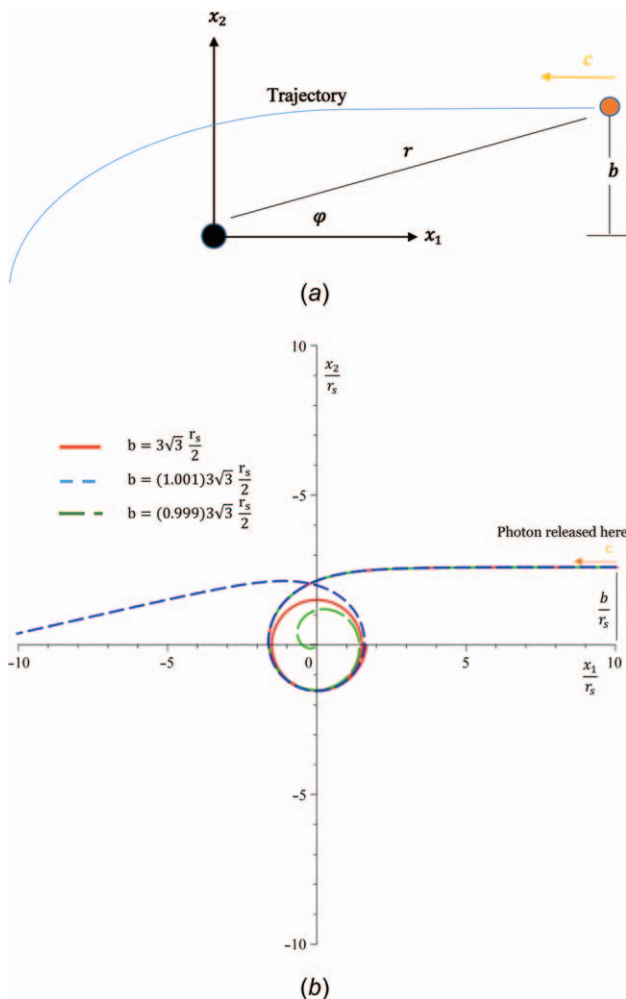 x₂
c
Trajectory
r
b
φ
x₁
(a)
10
x₂
rₛ
b = 3√3 rₛ/2
b = (1.001)3√3 rₛ/2
b = (0.999)3√3 rₛ/2
-5
Photon released here
c
b
rₛ
-10
-5
0
5
10
x₁
rₛ
-5
-10
(b)